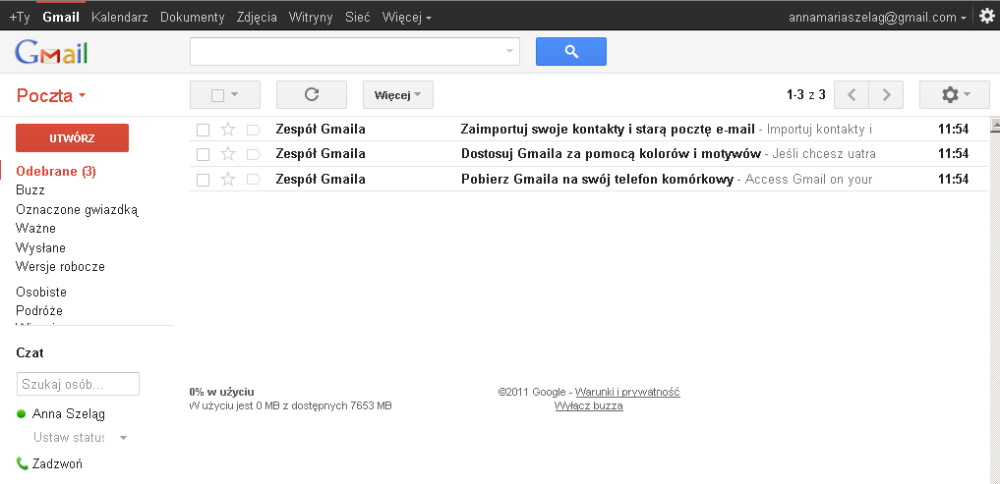 +Ty Gmail Kalendarz Dokumenty Zdjęcia Witryny Sieć Więcej annamariaszelag@gmail.com
Gmail
Poczta Więcej 1-3 z 3
UTWÓRZ
Zespół Gmaila Zaimportuj swoje kontakty i starą pocztę e-mail - Importuj kontakty i 11:54
Zespół Gmaila Dostosuj Gmaila za pomocą kolorów i motywów - Jeśli chcesz uatra 11:54
Zespół Gmaila Pobierz Gmaila na swój telefon komórkowy - Access Gmail on your 11:54
Odebrane (3)
Buzz
Oznaczone gwiazdką
Ważne
Wysłane
Wersje robocze
Osobiste
Podróże
Czat
Szukaj osób...
Anna Szeląg
Ustaw status
Zadzwoń
0% w użyciu
W użyciu jest 0 MB z dostępnych 7653 MB
©2011 Google - Warunki i prywatność
Wyłącz buzza